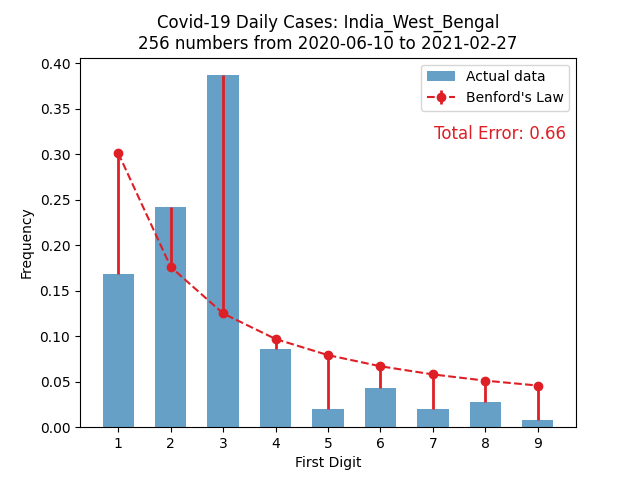 Covid-19 Daily Cases: India_West_Bengal
256 numbers from 2020-06-10 to 2021-02-27
Actual data
Benford's Law
Total Error: 0.66
Frequency
0.40
0.35
0.30
0.25
0.20
0.15
0.10
0.05
0.00
1 2 3 4 5 6 7 8 9
First Digit